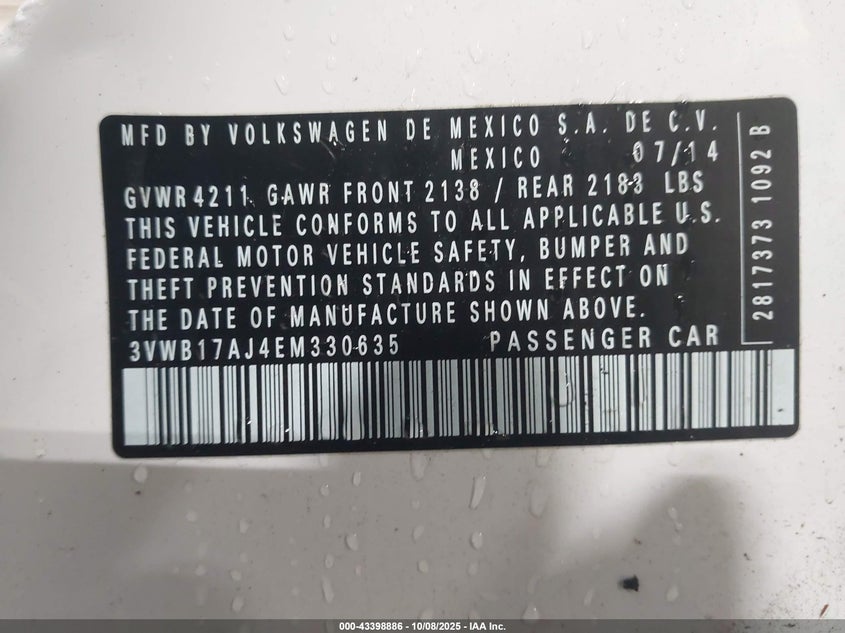 MFD BY VOLKSWAGEN DE MEXICO S.A. DE C.V.
MEXICO 07/14
GVWR 4211 GAWR FRONT 2138 / REAR 2183 LBS
THIS VEHICLE CONFORMS TO ALL APPLICABLE U.S.
FEDERAL MOTOR VEHICLE SAFETY, BUMPER AND
THEFT PREVENTION STANDARDS IN EFFECT ON
THE DATE OF MANUFACTURE SHOWN ABOVE.
3VWB17AJ4EM330635 PASSENGER CAR
2817373 1092 B
000-43398886 - 10/08/2025 - IAA Inc.